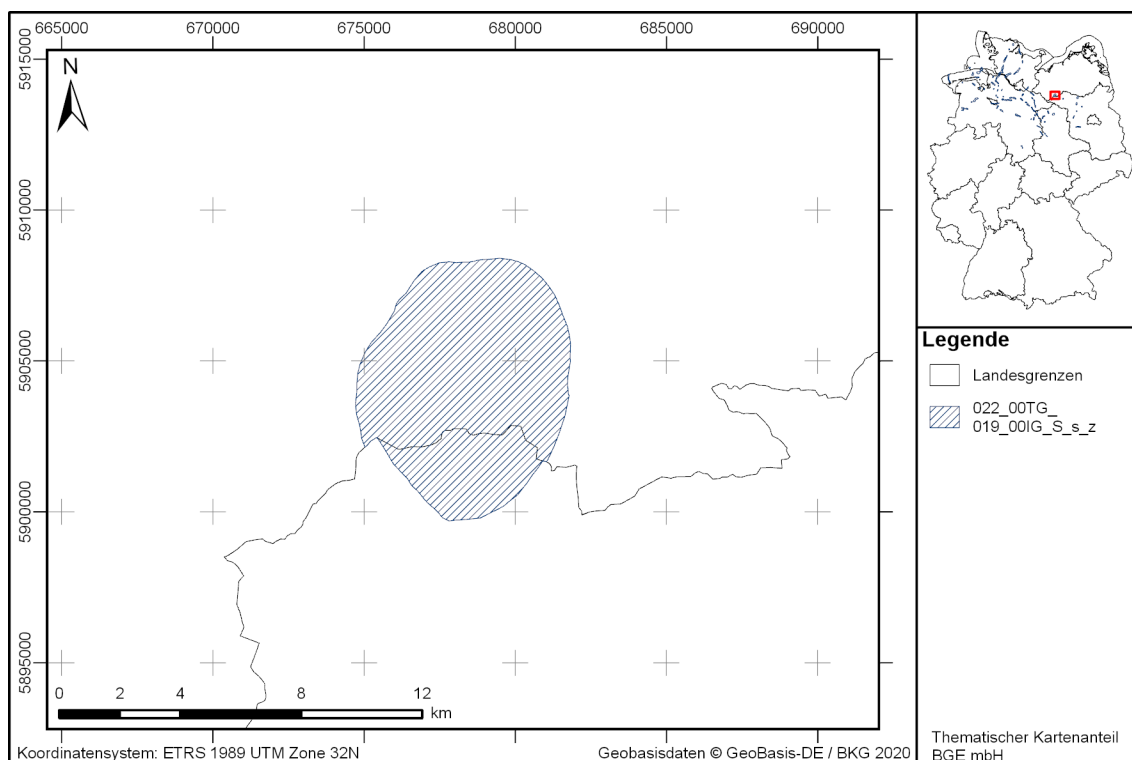 665000 670000 675000 680000 685000 690000
5915000
N
5910000
5905000
5900000
5895000
0 2 4 8 12
km
Koordinatensystem: ETRS 1989 UTM Zone 32N
Geobasisdaten © GeoBasis-DE / BKG 2020
Legende
Landesgrenzen
022_00TG_
019_00IG_S_s_z
Thematischer Kartenanteil
BGE mbH